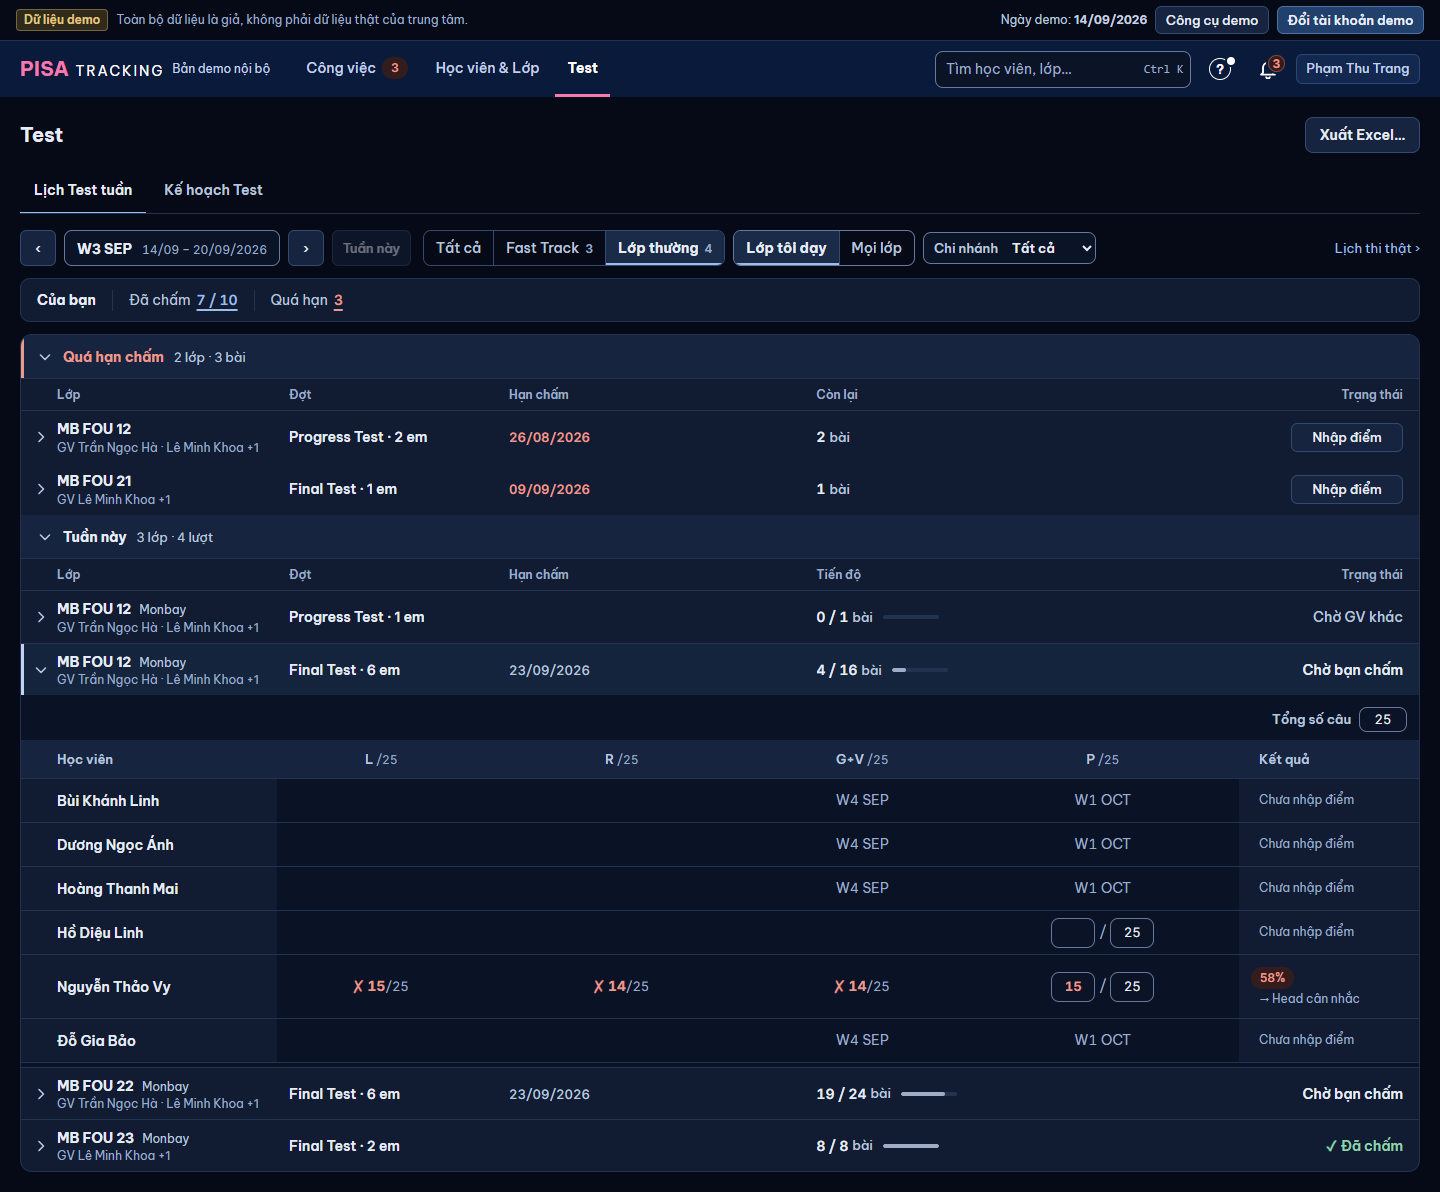 Dữ liệu demo Toàn bộ dữ liệu là giả, không phải dữ liệu thật của trung tâm. Ngày demo: 14/09/2026 Công cụ demo Đổi tài khoản demo
PISA TRACKING Bản demo nội bộ Công việc 3 Học viên & Lớp Test Tìm học viên, lớp... Ctrl K ? 3 Phạm Thu Trang
Test Xuất Excel...
Lịch Test tuần Kế hoạch Test
‹ W3 SEP 14/09 – 20/09/2026 › Tuần này Tất cả Fast Track 3 Lớp thường 4 Lớp tôi dạy Mọi lớp Chi nhánh Tất cả Lịch thi thật ›
Của bạn Đã chấm 7 / 10 Quá hạn 3
Quá hạn chấm 2 lớp · 3 bài
Lớp Đợt Hạn chấm Còn lại Trạng thái
MB FOU 12
GV Trần Ngọc Hà · Lê Minh Khoa +1 Progress Test · 2 em 26/08/2026 2 bài Nhập điểm
MB FOU 21
GV Lê Minh Khoa +1 Final Test · 1 em 09/09/2026 1 bài Nhập điểm
Tuần này 3 lớp · 4 lượt
Lớp Đợt Hạn chấm Tiến độ Trạng thái
MB FOU 12 Monbay
GV Trần Ngọc Hà · Lê Minh Khoa +1 Progress Test · 1 em 0 / 1 bài Chờ GV khác
MB FOU 12 Monbay
GV Trần Ngọc Hà · Lê Minh Khoa +1 Final Test · 6 em 23/09/2026 4 / 16 bài Chờ bạn chấm
Tổng số câu 25
Học viên L /25 R /25 G+V /25 P /25 Kết quả
Bùi Khánh Linh W4 SEP W1 OCT Chưa nhập điểm
Dương Ngọc Ánh W4 SEP W1 OCT Chưa nhập điểm
Hoàng Thanh Mai W4 SEP W1 OCT Chưa nhập điểm
Hồ Diệu Linh / 25 Chưa nhập điểm
Nguyễn Thảo Vy ✗ 15/25 ✗ 14/25 ✗ 14/25 15 / 25 58%
→ Head cân nhắc
Đỗ Gia Bảo W4 SEP W1 OCT Chưa nhập điểm
MB FOU 22 Monbay
GV Trần Ngọc Hà · Lê Minh Khoa +1 Final Test · 6 em 23/09/2026 19 / 24 bài Chờ bạn chấm
MB FOU 23 Monbay
GV Lê Minh Khoa +1 Final Test · 2 em 8 / 8 bài ✓ Đã chấm